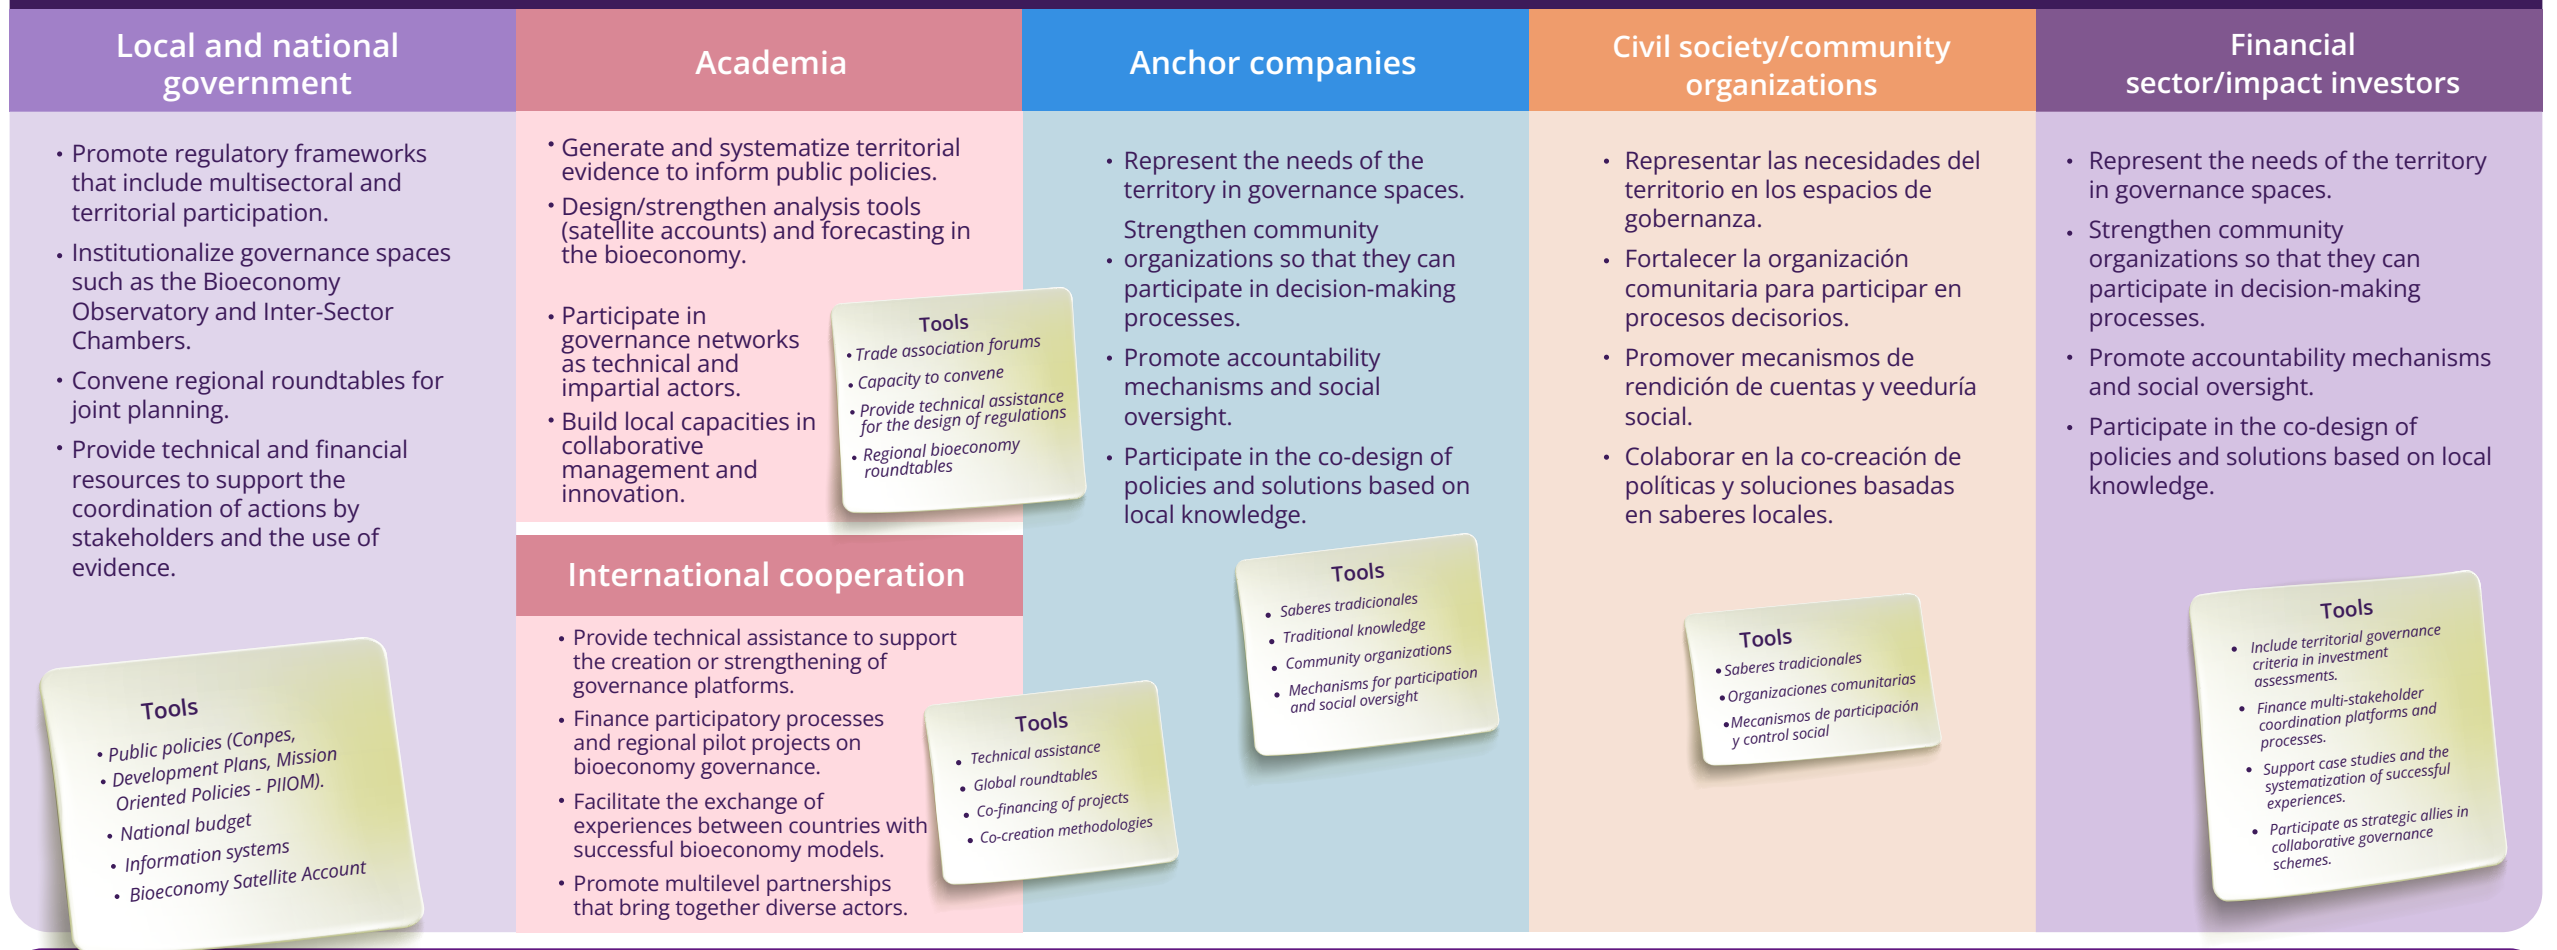 Local and national
government
• Promote regulatory frameworks
that include multisectoral and
territorial participation.
• Institutionalize governance spaces
such as the Bioeconomy
Observatory and Inter-Sector
Chambers.
• Convene regional roundtables for
joint planning.
• Provide technical and financial
resources to support the
coordination of actions by
stakeholders and the use of
evidence.
Tools
• Public policies (Conpes,
• Development Plans, Mission
Oriented Policies - PIIOM).
• National budget
• Information systems
• Bioeconomy Satellite Account
Academia
• Generate and systematize territorial
evidence to inform public policies.
• Design/strengthen analysis tools
(satellite accounts) and forecasting in
the bioeconomy.
• Participate in
governance networks
as technical and
impartial actors.
• Build local capacities in
collaborative
management and
innovation.
Tools
• Trade association forums
• Capacity to convene
• Provide technical assistance
for the design of regulations
• Regional bioeconomy
roundtables
International cooperation
• Provide technical assistance to support
the creation or strengthening of
governance platforms.
• Finance participatory processes
and regional pilot projects on
bioeconomy governance.
• Facilitate the exchange of
experiences between countries with
successful bioeconomy models.
• Promote multilevel partnerships
that bring together diverse actors.
Tools
• Technical assistance
• Global roundtables
• Co-financing of projects
• Co-creation methodologies
Anchor companies
• Represent the needs of the
territory in governance spaces.
Strengthen community
• organizations so that they can
participate in decision-making
processes.
• Promote accountability
mechanisms and social
oversight.
• Participate in the co-design of
policies and solutions based on
local knowledge.
Tools
• Saberes tradicionales
• Traditional knowledge
• Community organizations
• Mechanisms for participation
and social oversight
Civil society/community
organizations
• Representar las necesidades del
territorio en los espacios de
gobernanza.
• Fortalecer la organización
comunitaria para participar en
procesos decisorios.
• Promover mecanismos de
rendición de cuentas y veeduría
social.
• Colaborar en la co-creación de
políticas y soluciones basadas
en saberes locales.
Tools
• Saberes tradicionales
• Organizaciones comunitarias
• Mecanismos de participación
y control social
Financial
sector/impact investors
• Represent the needs of the territory
in governance spaces.
• Strengthen community
organizations so that they can
participate in decision-making
processes.
• Promote accountability mechanisms
and social oversight.
• Participate in the co-design of
policies and solutions based on local
knowledge.
Tools
• Include territorial governance
criteria in investment
assessments.
• Finance multi-stakeholder
coordination platforms and
processes.
• Support case studies and the
systematization of successful
experiences.
• Participate as strategic allies in
collaborative governance
schemes.